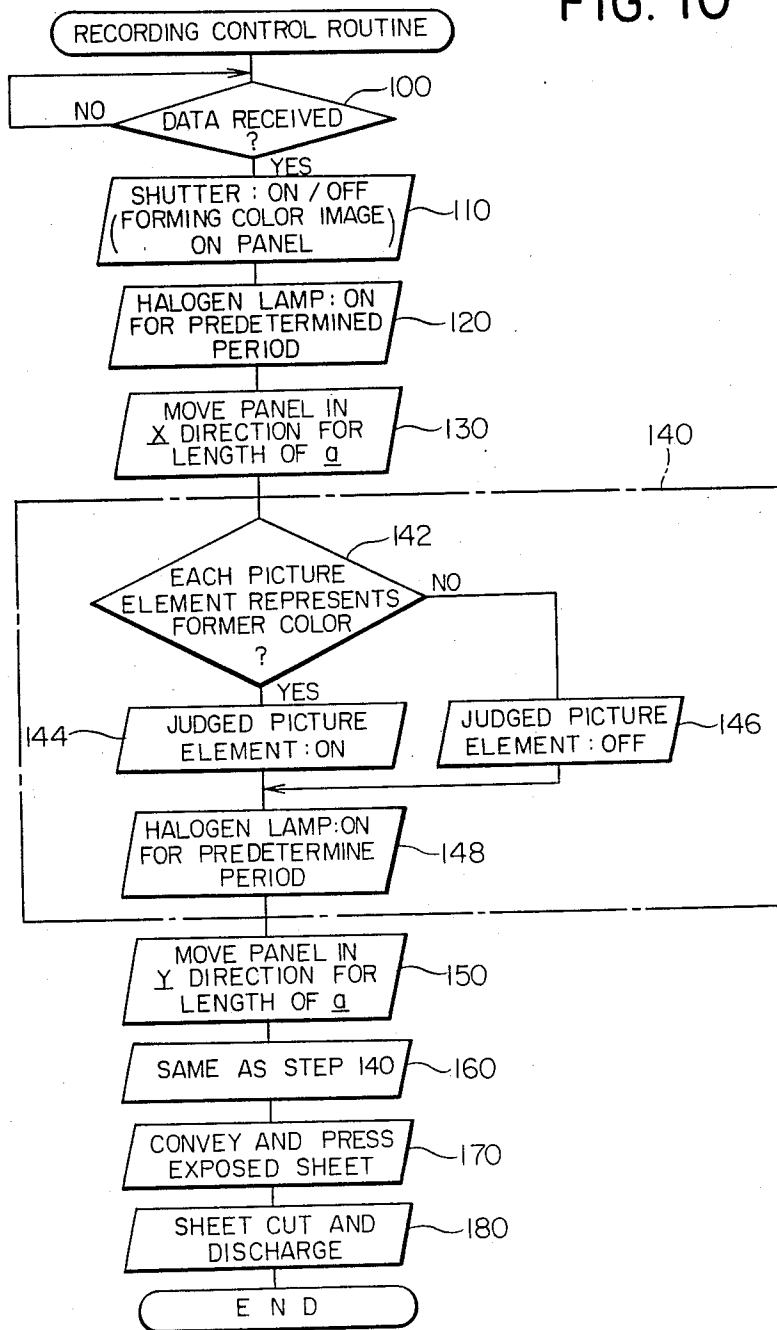 FIG. 10
RECORDING CONTROL ROUTINE
100
NO
DATA RECEIVED
?
YES
SHUTTER : ON / OFF
(FORMING COLOR IMAGE)
ON PANEL
110
HALOGEN LAMP : ON
FOR PREDETERMINED
PERIOD
120
MOVE PANEL IN
X DIRECTION FOR
LENGTH OF a
130
140
142
EACH PICTURE
ELEMENT REPRESENTS
FORMER COLOR
?
NO
YES
144
JUDGED PICTURE
ELEMENT : ON
JUDGED PICTURE
ELEMENT : OFF
146
HALOGEN LAMP:ON
FOR PREDETERMINE
PERIOD
148
MOVE PANEL IN
Y DIRECTION FOR
LENGTH OF a
150
SAME AS STEP 140
160
CONVEY AND PRESS
EXPOSED SHEET
170
SHEET CUT AND
DISCHARGE
180
E N D